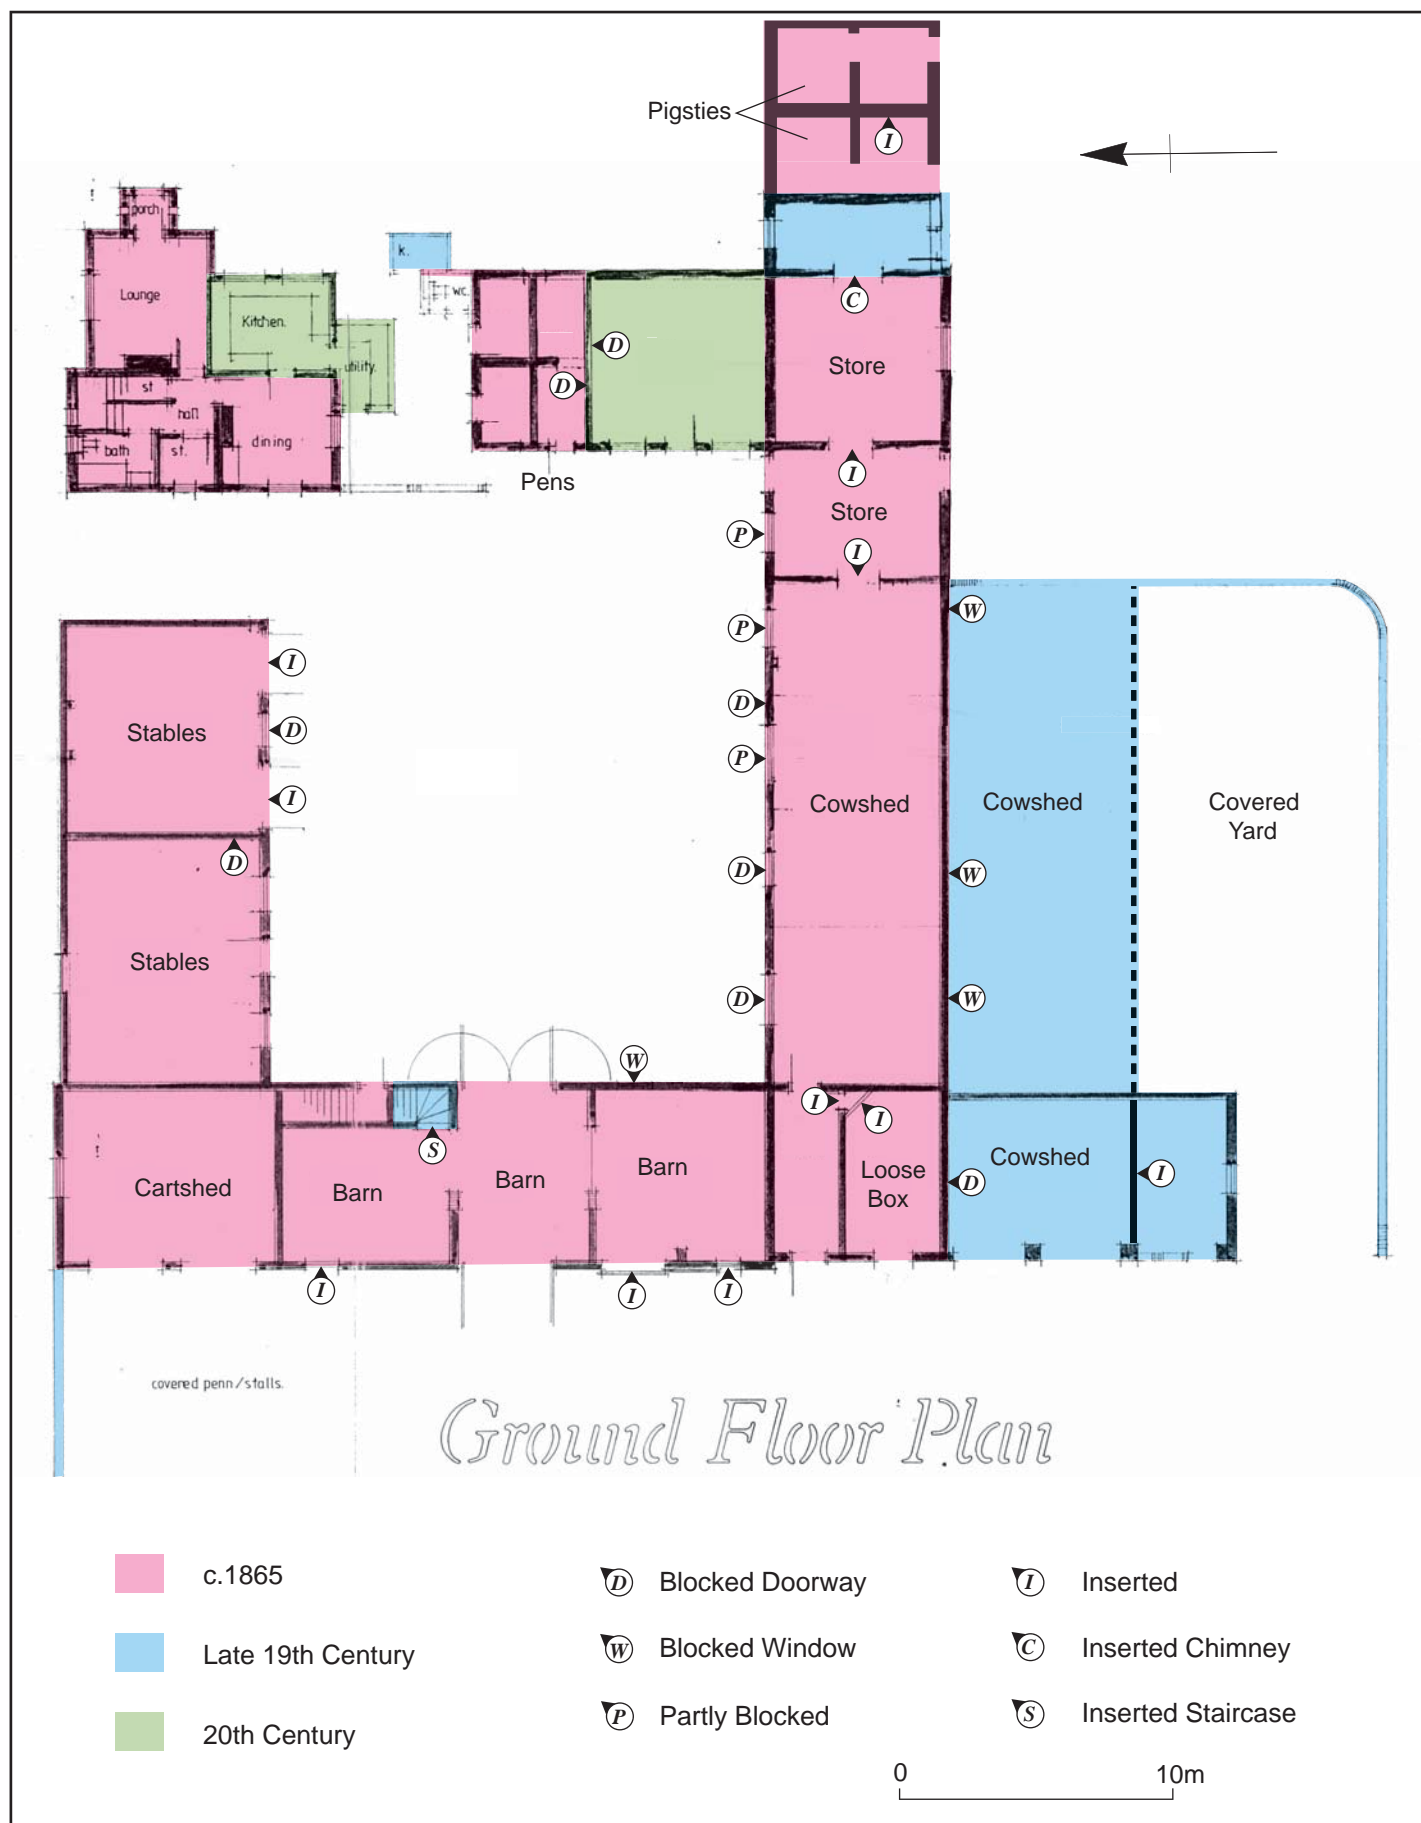 Pigsties
I
porch
Lounge
Kitchen.
utility.
st
hall
dining
bath
st.
k.
w.c.
D
D
Pens
C
Store
I
Store
P
I
P
W
D
P
Cowshed
Cowshed
Covered
Yard
D
W
D
W
I
Stables
D
I
D
Stables
W
I
I
S
Cartshed
Barn
Barn
Barn
Loose
Box
Cowshed
D
I
I
I
I
covered penn/stalls.
Ground Floor Plan
c.1865
Late 19th Century
20th Century
D Blocked Doorway
W Blocked Window
P Partly Blocked
I Inserted
C Inserted Chimney
S Inserted Staircase
0 10m